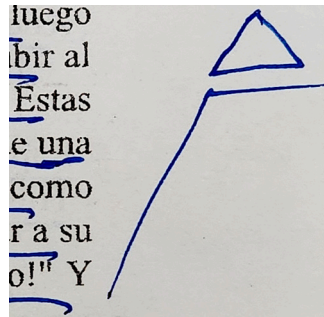 luego
bir al
Estas
e una
como
r a su
o!" Y